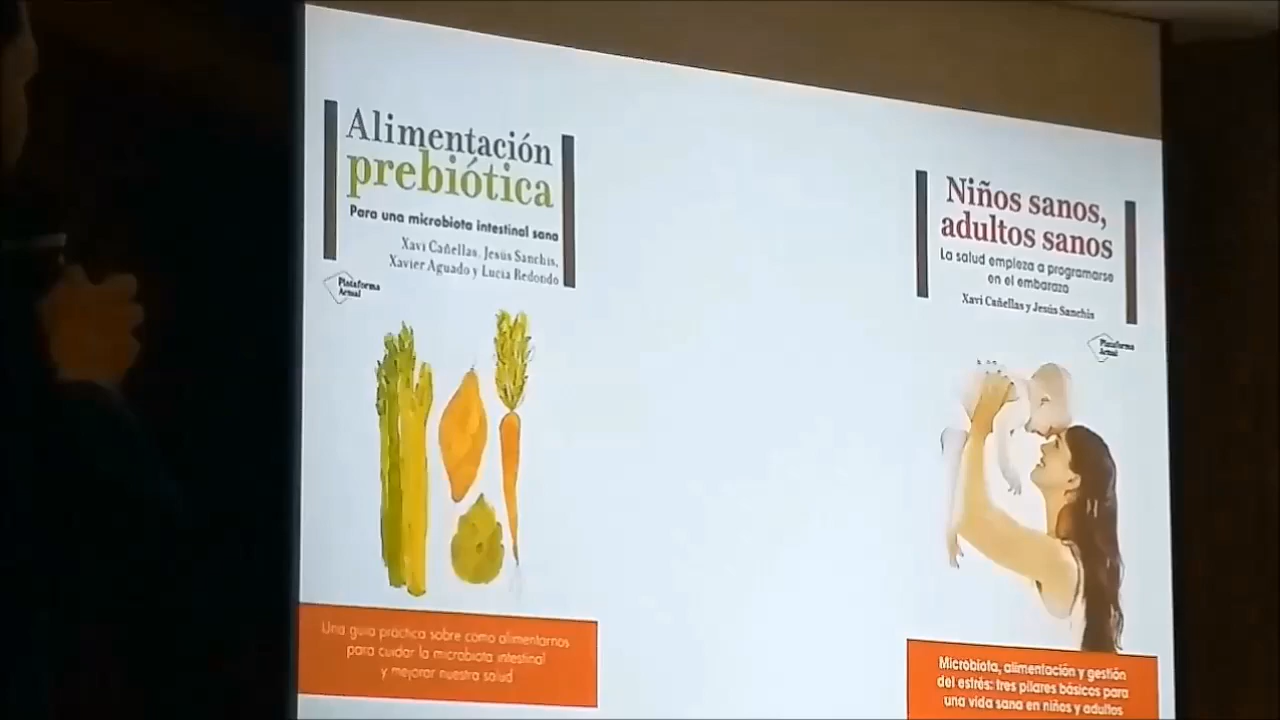 Alimentación
prebiótica
Para una microbiota intestinal sana
Xavi Cañellas, Jesús Sanchis,
Xavier Aguado y Lucía Redondo
Plataforma
Actual
Una guía práctica sobre cómo alimentarnos
para cuidar la microbiota intestinal
y mejorar nuestra salud
Niños sanos,
adultos sanos
La salud empieza a programarse
en el embarazo
Xavi Cañellas y Jesús Sanchis
Plataforma
Actual
Microbiota, alimentación y gestión
del estrés: tres pilares básicos para
una vida sana en niños y adultos